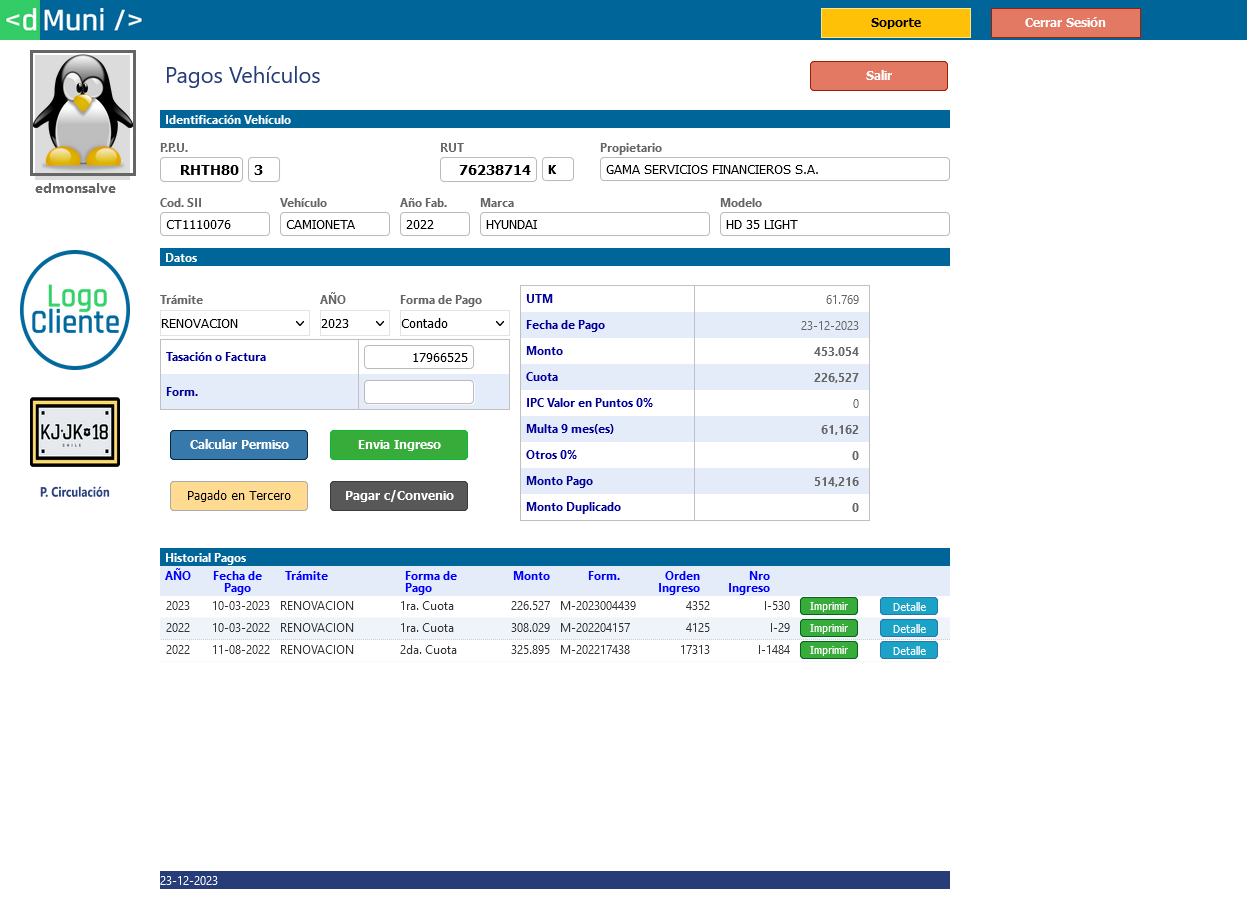 <d Muni />
Soporte
Cerrar Sesión
Pagos Vehículos
Salir
edmonsalve
Identificación Vehículo
P.P.U. RUT Propietario
RHTH80 3 76238714 K GAMA SERVICIOS FINANCIEROS S.A.
Cod. SII Vehículo Año Fab. Marca Modelo
CT1110076 CAMIONETA 2022 HYUNDAI HD 35 LIGHT
Datos
Logo
Cliente
KJ·JK 18
CHILE
P. Circulación
Trámite AÑO Forma de Pago
RENOVACION 2023 Contado
Tasación o Factura 17966525
Form.
Calcular Permiso Envia Ingreso
Pagado en Tercero Pagar c/Convenio
UTM 61.769
Fecha de Pago 23-12-2023
Monto 453.054
Cuota 226,527
IPC Valor en Puntos 0% 0
Multa 9 mes(es) 61,162
Otros 0% 0
Monto Pago 514,216
Monto Duplicado 0
Historial Pagos
AÑO Fecha de Pago Trámite Forma de Pago Monto Form. Orden Ingreso Nro Ingreso
2023 10-03-2023 RENOVACION 1ra. Cuota 226.527 M-2023004439 4352 I-530 Imprimir Detalle
2022 10-03-2022 RENOVACION 1ra. Cuota 308.029 M-202204157 4125 I-29 Imprimir Detalle
2022 11-08-2022 RENOVACION 2da. Cuota 325.895 M-202217438 17313 I-1484 Imprimir Detalle
23-12-2023